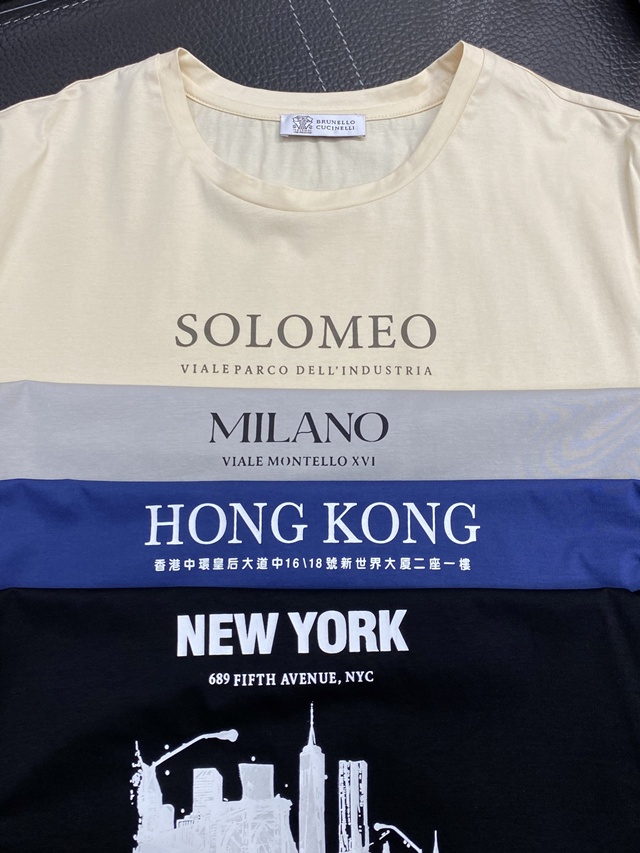 BRUNELLO
CUCINELLI
SOLOMEO
VIALE PARCO DELL'INDUSTRIA
MILANO
VIALE MONTELLO XVI
HONG KONG
香港中環皇后大道中16\18號新世界大厦二座一樓
NEW YORK
689 FIFTH AVENUE, NYC